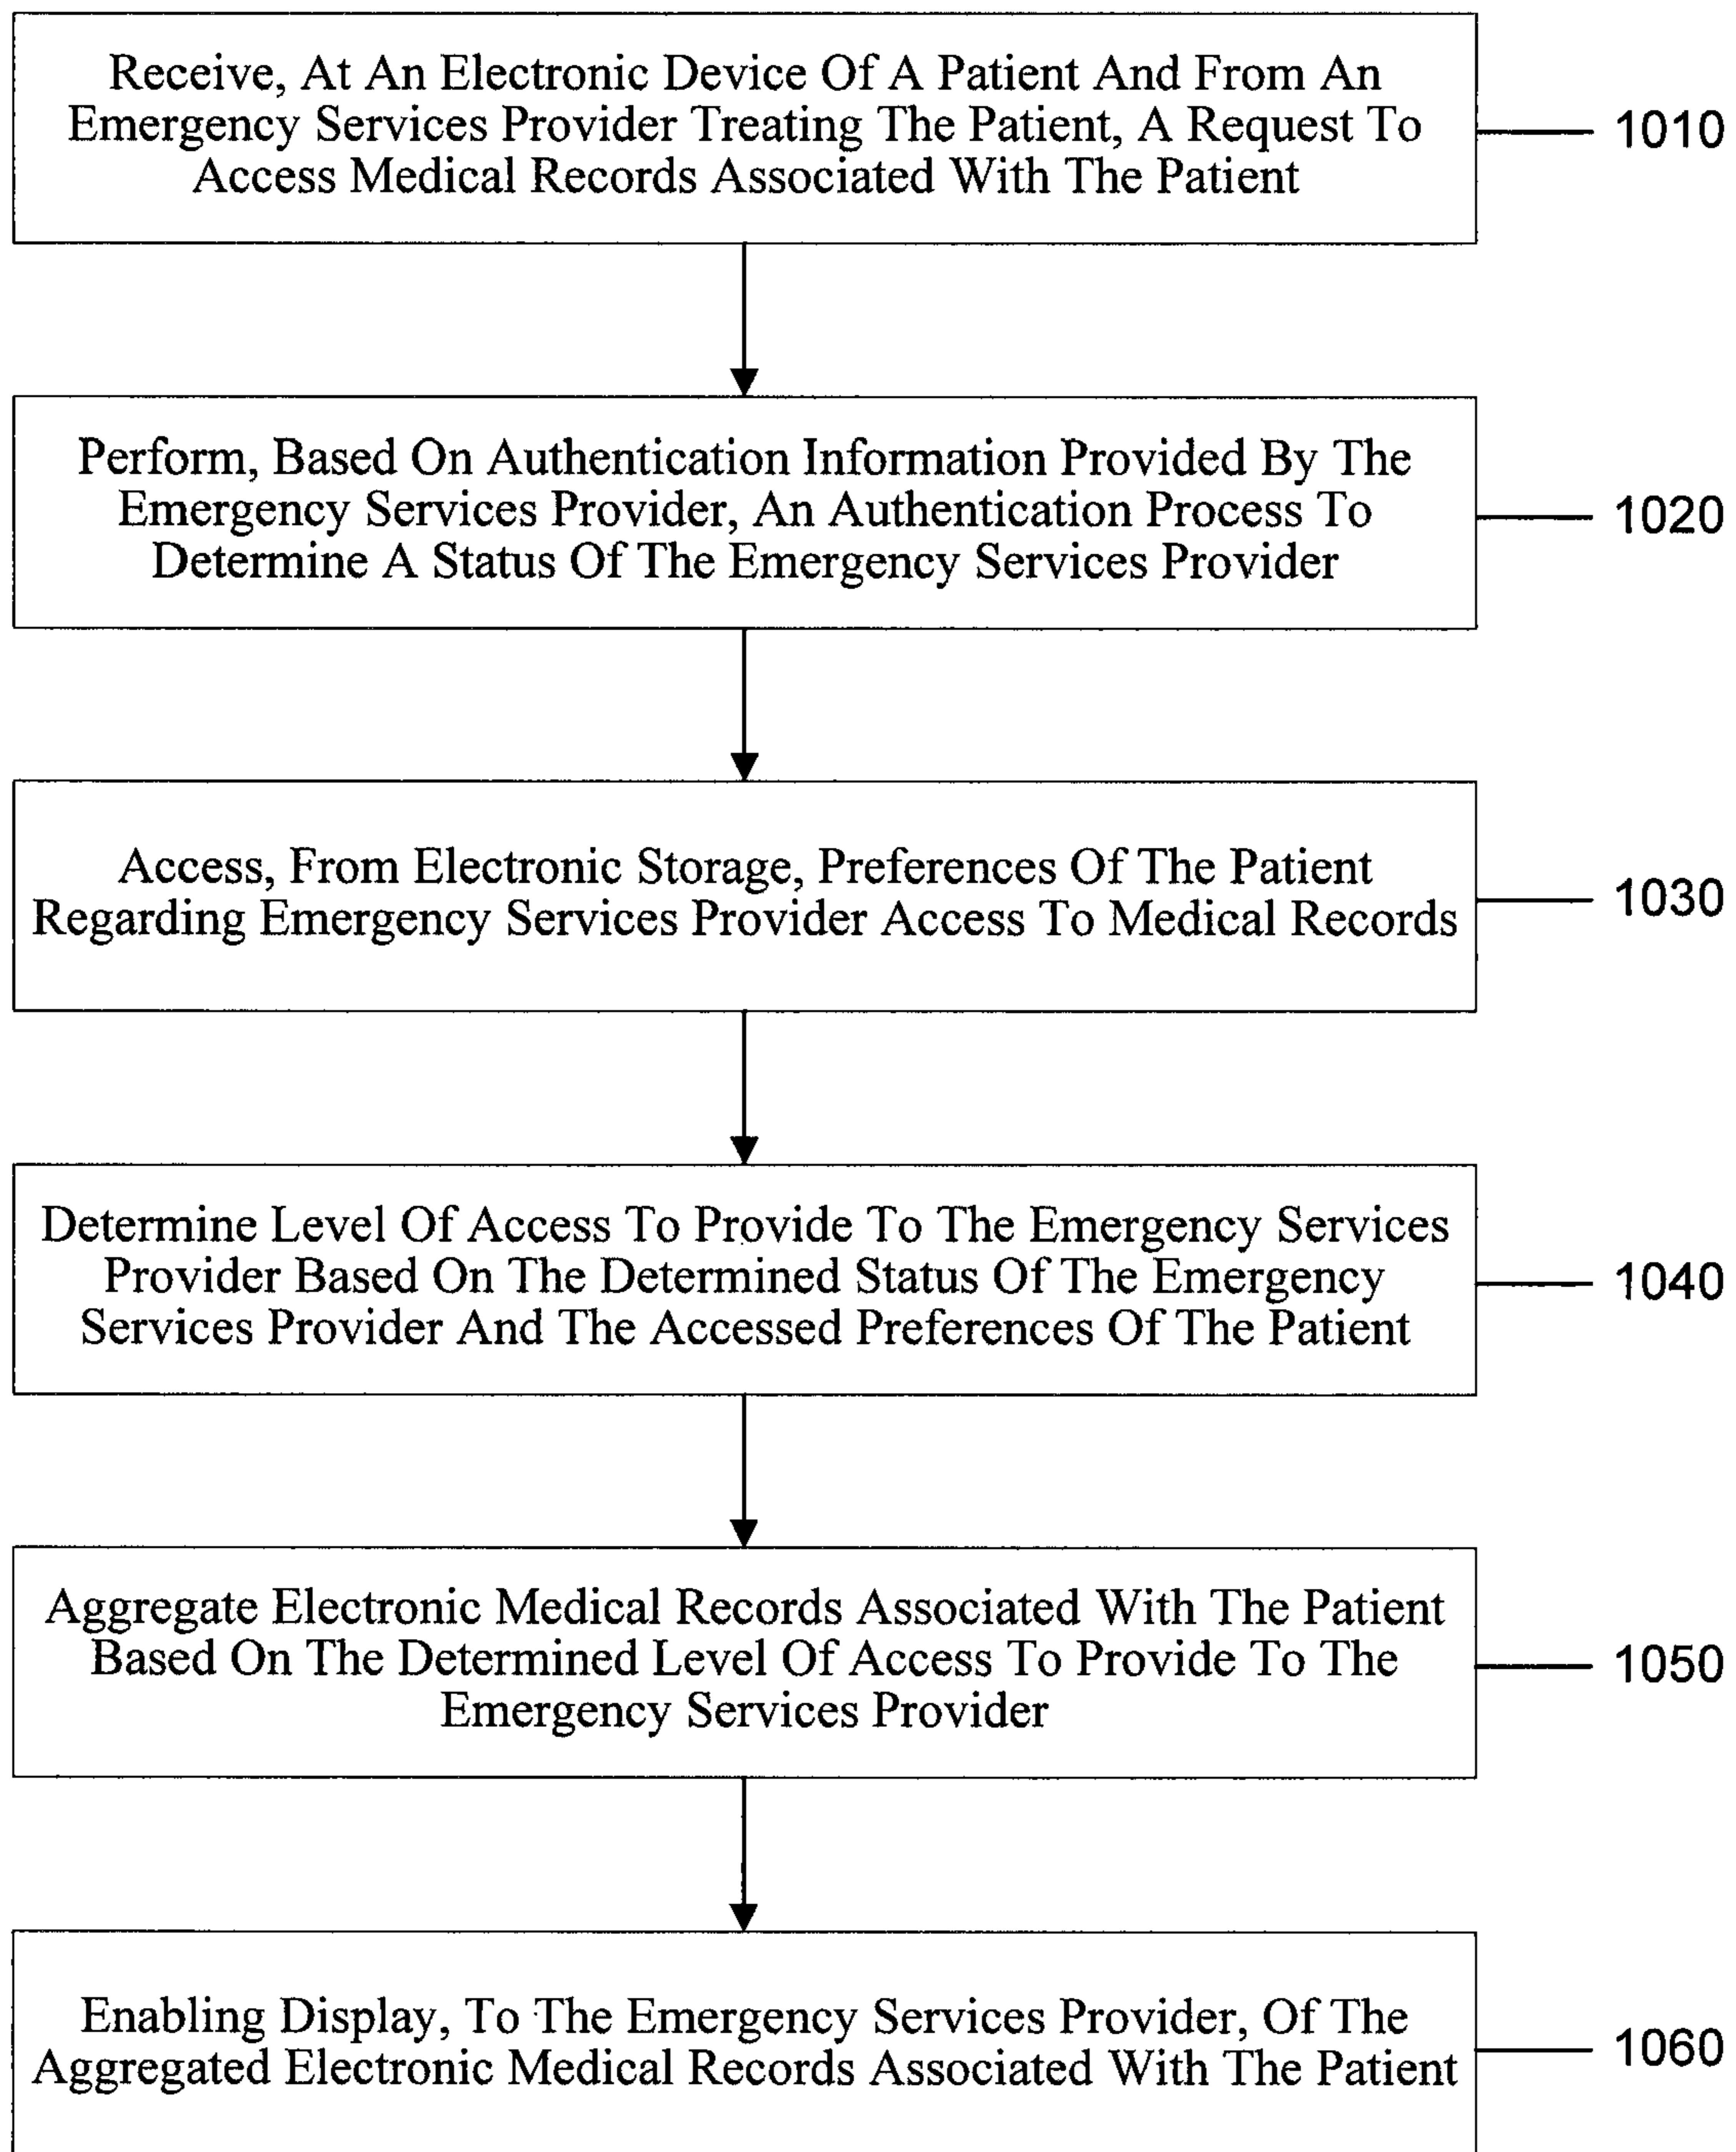 Receive, At An Electronic Device Of A Patient And From An
Emergency Services Provider Treating The Patient, A Request To
Access Medical Records Associated With The Patient
1010
Perform, Based On Authentication Information Provided By The
Emergency Services Provider, An Authentication Process To
Determine A Status Of The Emergency Services Provider
1020
Access, From Electronic Storage, Preferences Of The Patient
Regarding Emergency Services Provider Access To Medical Records
1030
Determine Level Of Access To Provide To The Emergency Services
Provider Based On The Determined Status Of The Emergency
Services Provider And The Accessed Preferences Of The Patient
1040
Aggregate Electronic Medical Records Associated With The Patient
Based On The Determined Level Of Access To Provide To The
Emergency Services Provider
1050
Enabling Display, To The Emergency Services Provider, Of The
Aggregated Electronic Medical Records Associated With The Patient
1060